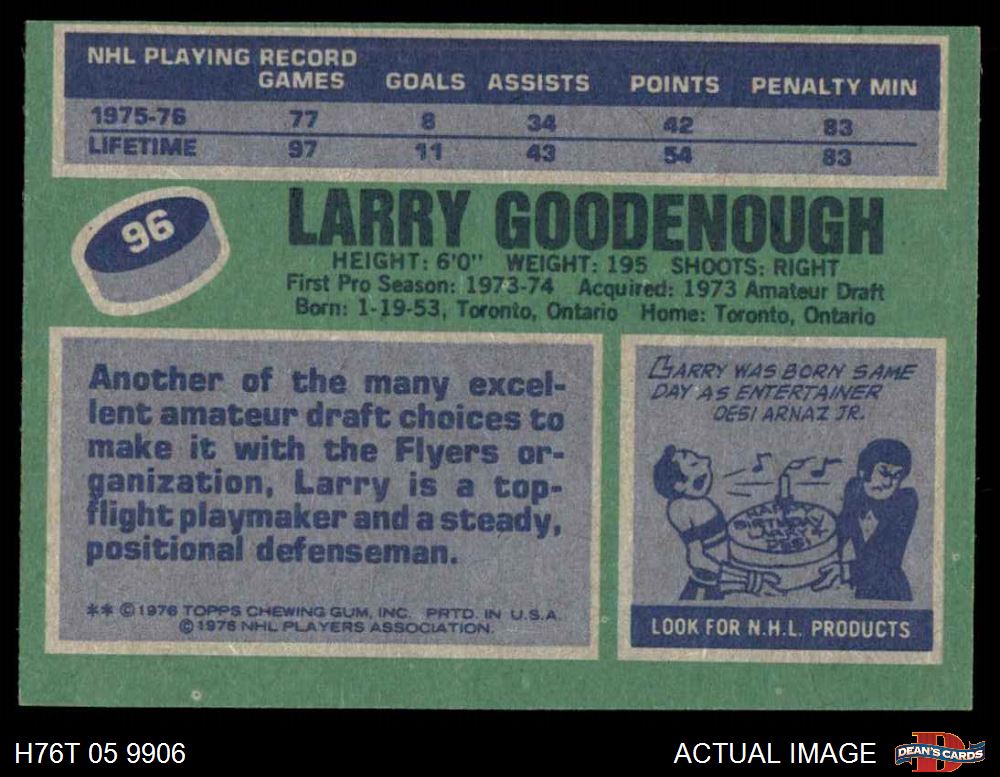 NHL PLAYING RECORD
GAMES GOALS ASSISTS POINTS PENALTY MIN
1975-76 77 8 34 42 83
LIFETIME 97 11 43 54 83
96
LARRY GOODENOUGH
HEIGHT: 6'0" WEIGHT: 195 SHOOTS: RIGHT
First Pro Season: 1973-74 Acquired: 1973 Amateur Draft
Born: 1-19-53, Toronto, Ontario Home: Toronto, Ontario
Another of the many excel-
lent amateur draft choices to
make it with the Flyers or-
ganization, Larry is a top-
flight playmaker and a steady,
positional defenseman.
** © 1976 TOPPS CHEWING GUM, INC. PRTD. IN U.S.A.
© 1976 NHL PLAYERS ASSOCIATION.
LARRY WAS BORN SAME
DAY AS ENTERTAINER
DESI ARNAZ JR.
HAPPY
BIRTHDAY
LARRY +
DESI
LOOK FOR N.H.L. PRODUCTS
H76T 05 9906 ACTUAL IMAGE
D
DEAN'S CARDS